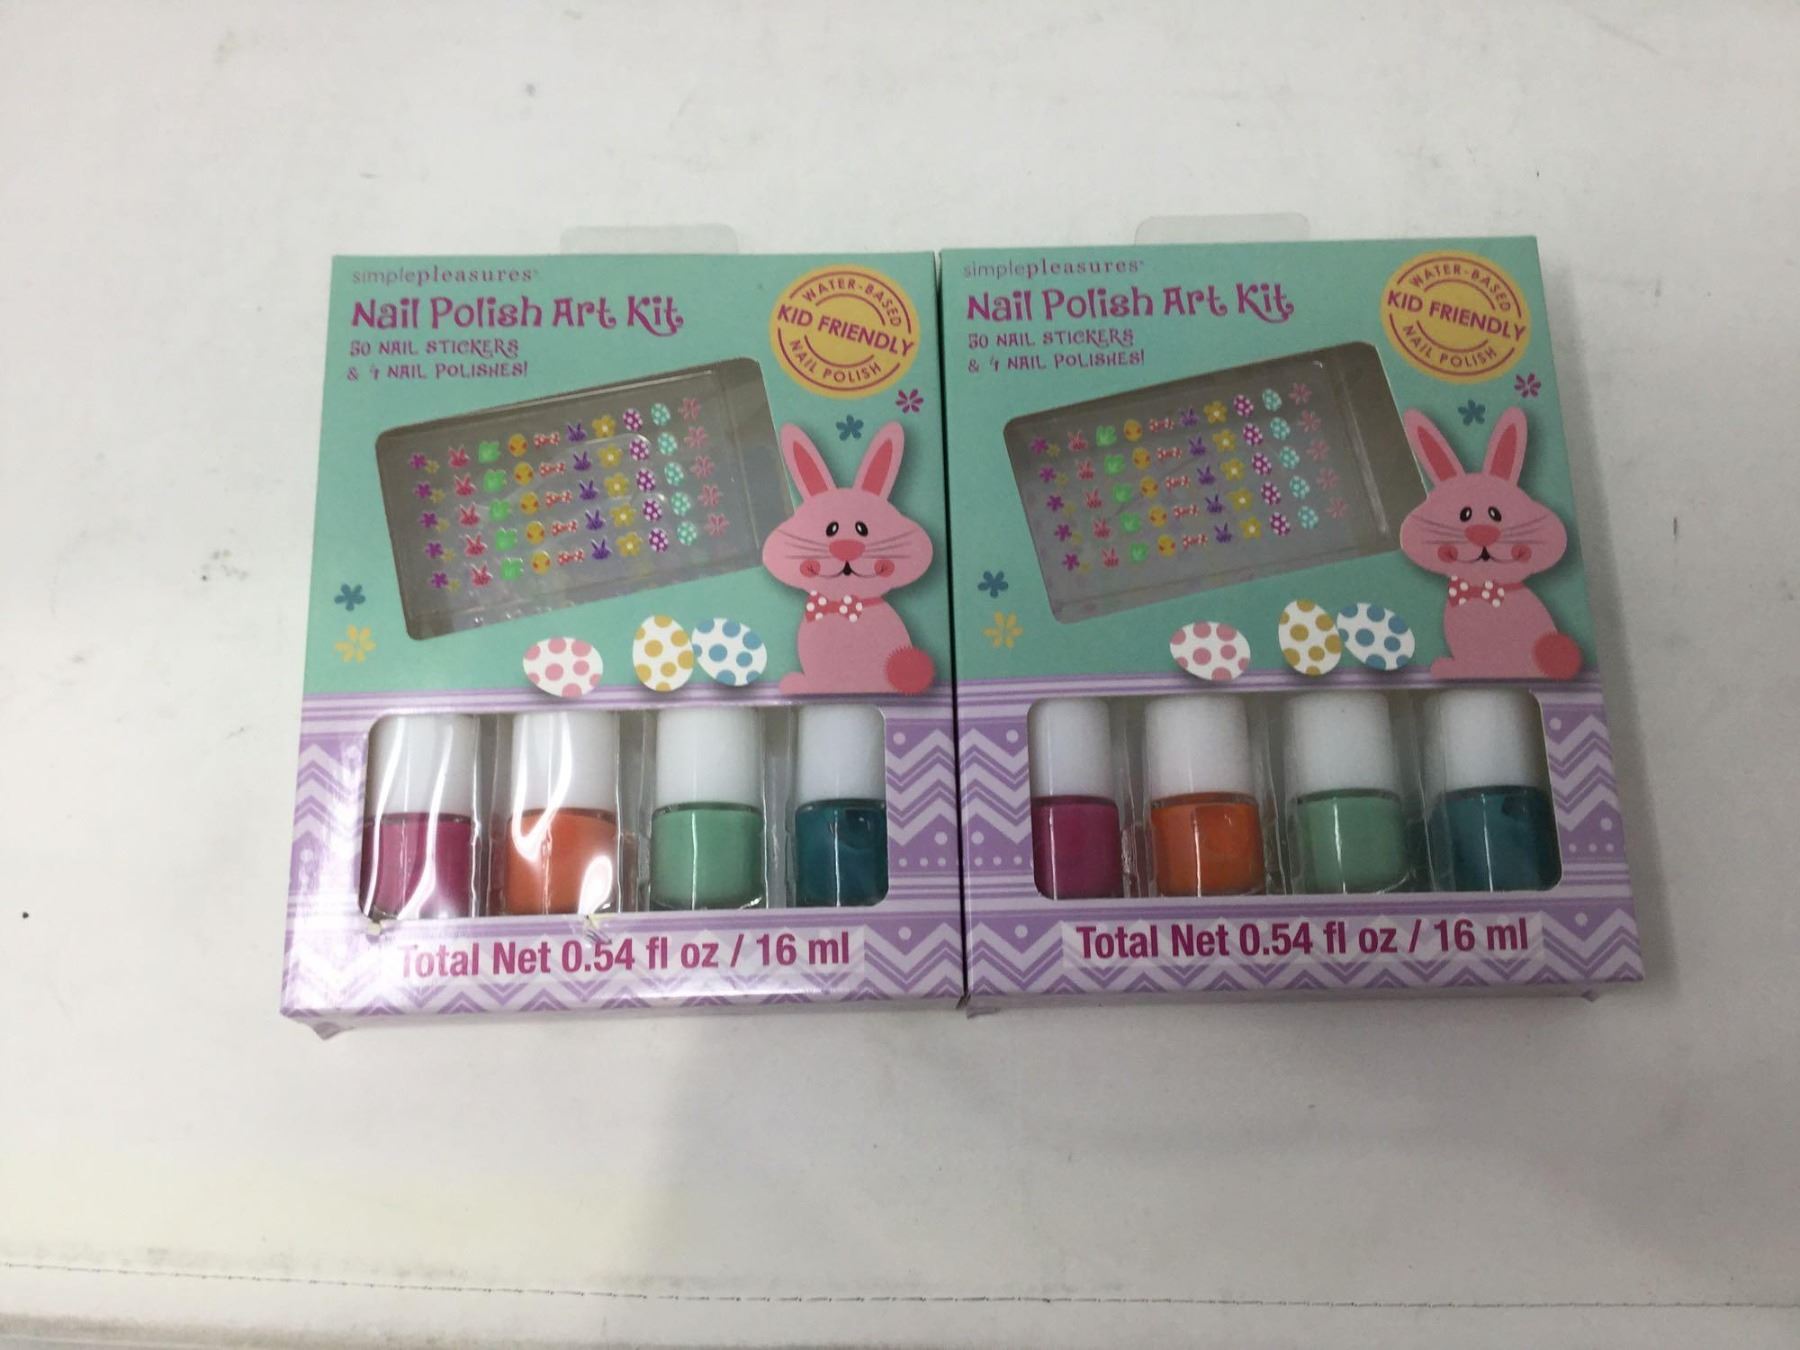 simplepleasures
Nail Polish Art Kit
50 NAIL STICKERS
& 4 NAIL POLISHES!
WATER-BASED
KID FRIENDLY
NAIL POLISH
Total Net 0.54 fl oz / 16 ml
simplepleasures
Nail Polish Art Kit
50 NAIL STICKERS
& 4 NAIL POLISHES!
WATER-BASED
KID FRIENDLY
NAIL POLISH
Total Net 0.54 fl oz / 16 ml